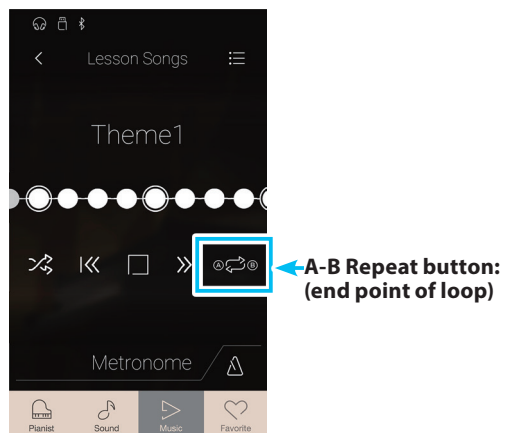 Lesson Songs
Theme1
A B
A-B Repeat button:
(end point of loop)
Metronome
Pianist Sound Music Favorite